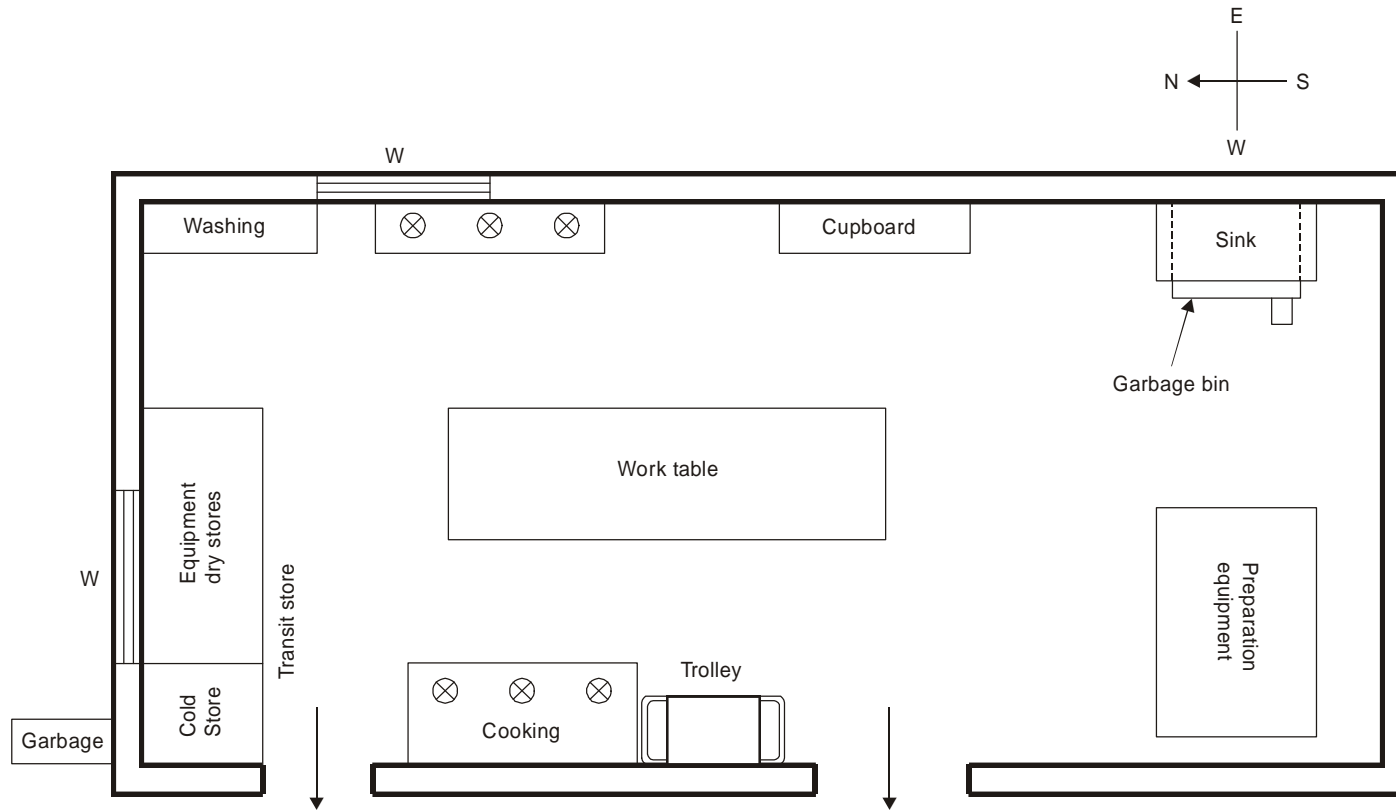 E
N
S
W
W
Washing
Cupboard
Sink
Garbage bin
Work table
Equipment
dry stores
Transit store
Preparation
equipment
W
Trolley
Cold
Store
Cooking
Garbage